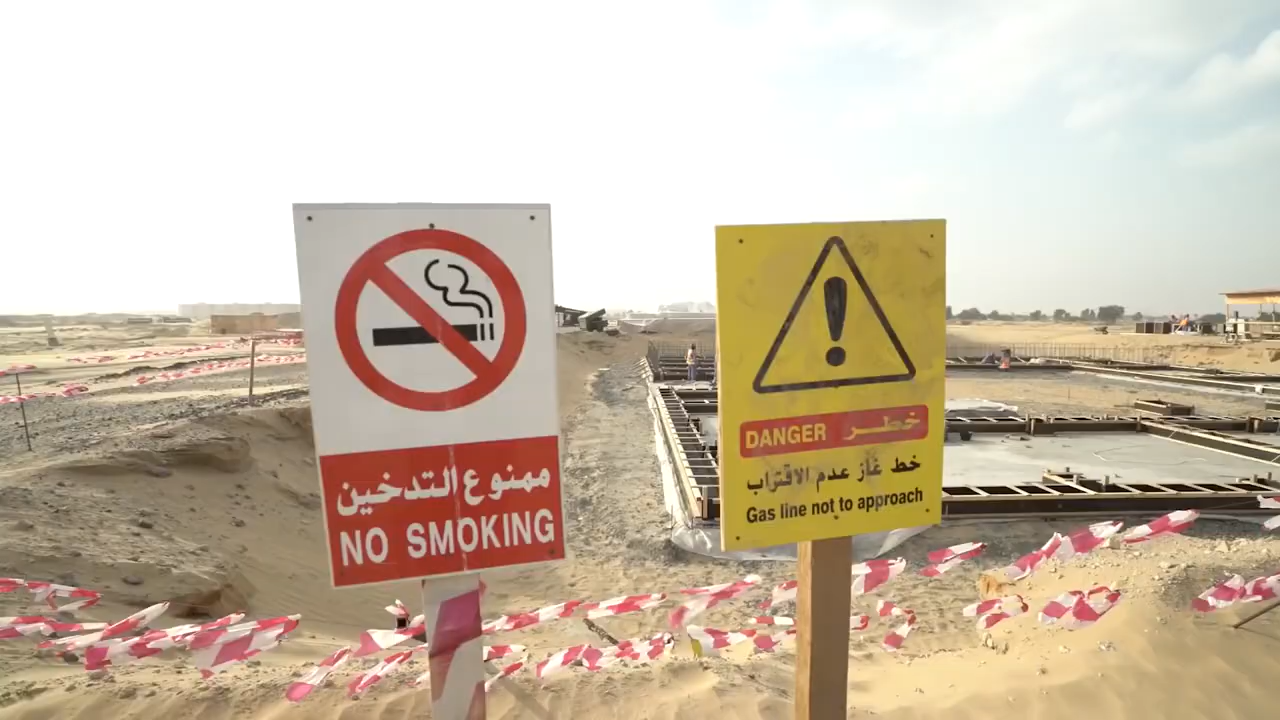 ممنوع التدخين
NO SMOKING
DANGER خطر
خط غاز عدم الاقتراب
Gas line not to approach